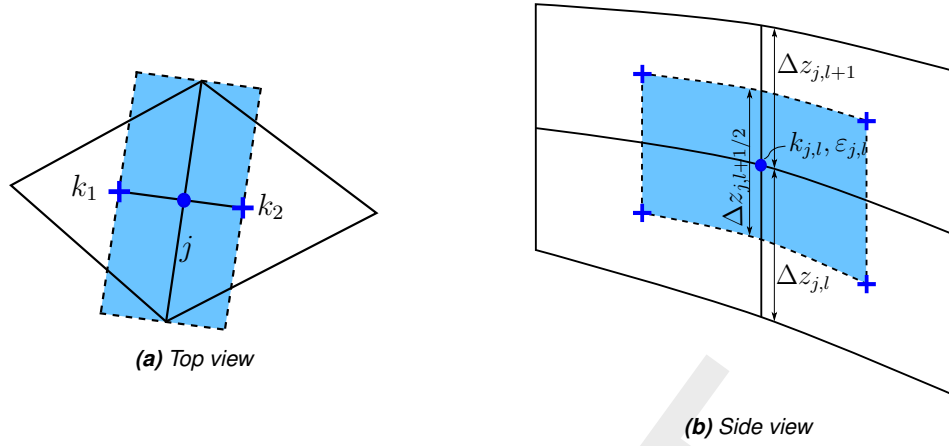 k₁
k₂
j
(a) Top view
Δz_{j,l+1}
k_{j,l}, ε_{j,l}
Δz_{j,l+1/2}
Δz_{j,l}
(b) Side view